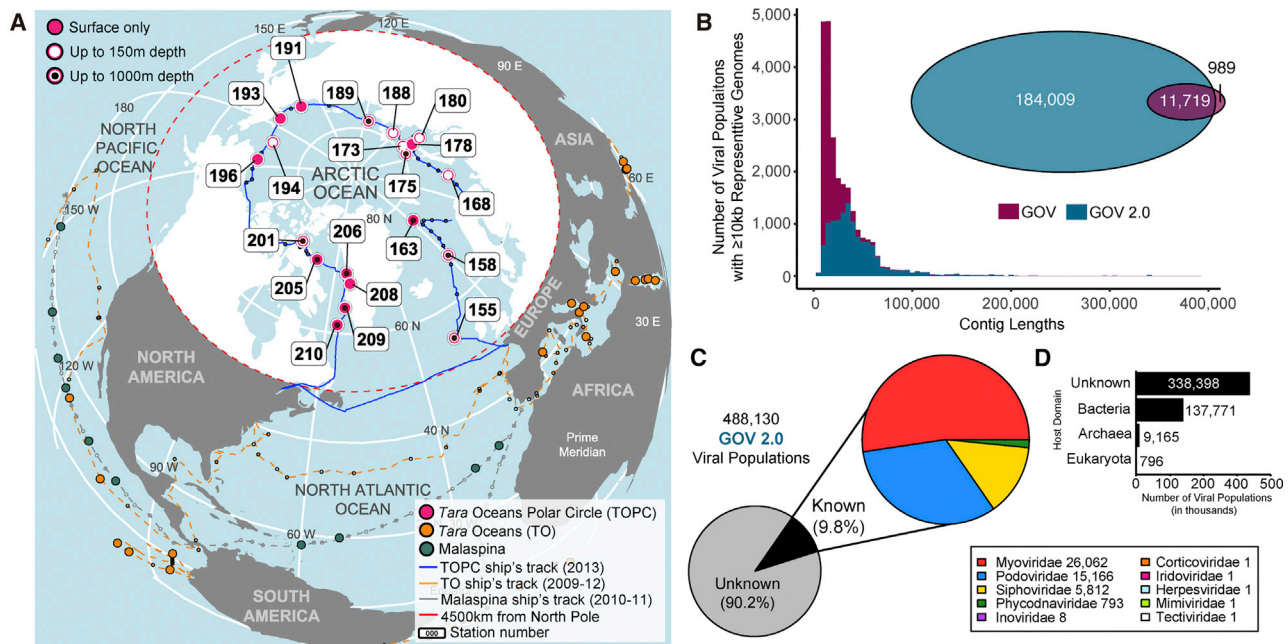 A
Surface only
Up to 150m depth
Up to 1000m depth
150 E
120 E
90 E
60 E
30 E
180
150 W
120 W
90 W
60 W
80 N
60 N
40 N
NORTH
PACIFIC
OCEAN
ARCTIC
OCEAN
ASIA
EUROPE
AFRICA
Prime
Meridian
NORTH
AMERICA
NORTH ATLANTIC
OCEAN
SOUTH
AMERICA
191
193
189
188
180
178
173
175
168
196
194
201
206
163
158
205
208
155
209
210
Tara Oceans Polar Circle (TOPC)
Tara Oceans (TO)
Malaspina
TOPC ship's track (2013)
TO ship's track (2009-12)
Malaspina ship's track (2010-11)
4500km from North Pole
000 Station number
B
Number of Viral Populaitons
with ≥10kb Representtive Genomes
5,000
4,000
3,000
2,000
1,000
0
0
100,000
200,000
300,000
400,000
Contig Lengths
184,009
11,719
989
GOV
GOV 2.0
C
488,130
GOV 2.0
Viral Populations
Known
(9.8%)
Unknown
(90.2%)
D
Host Domain
Unknown
338,398
Bacteria
137,771
Archaea
9,165
Eukaryota
796
0 100 200 300 400 500
Number of Viral Populations
(in thousands)
Myoviridae 26,062
Podoviridae 15,166
Siphoviridae 5,812
Phycodnaviridae 793
Inoviridae 8
Corticoviridae 1
Iridoviridae 1
Herpesviridae 1
Mimiviridae 1
Tectiviridae 1